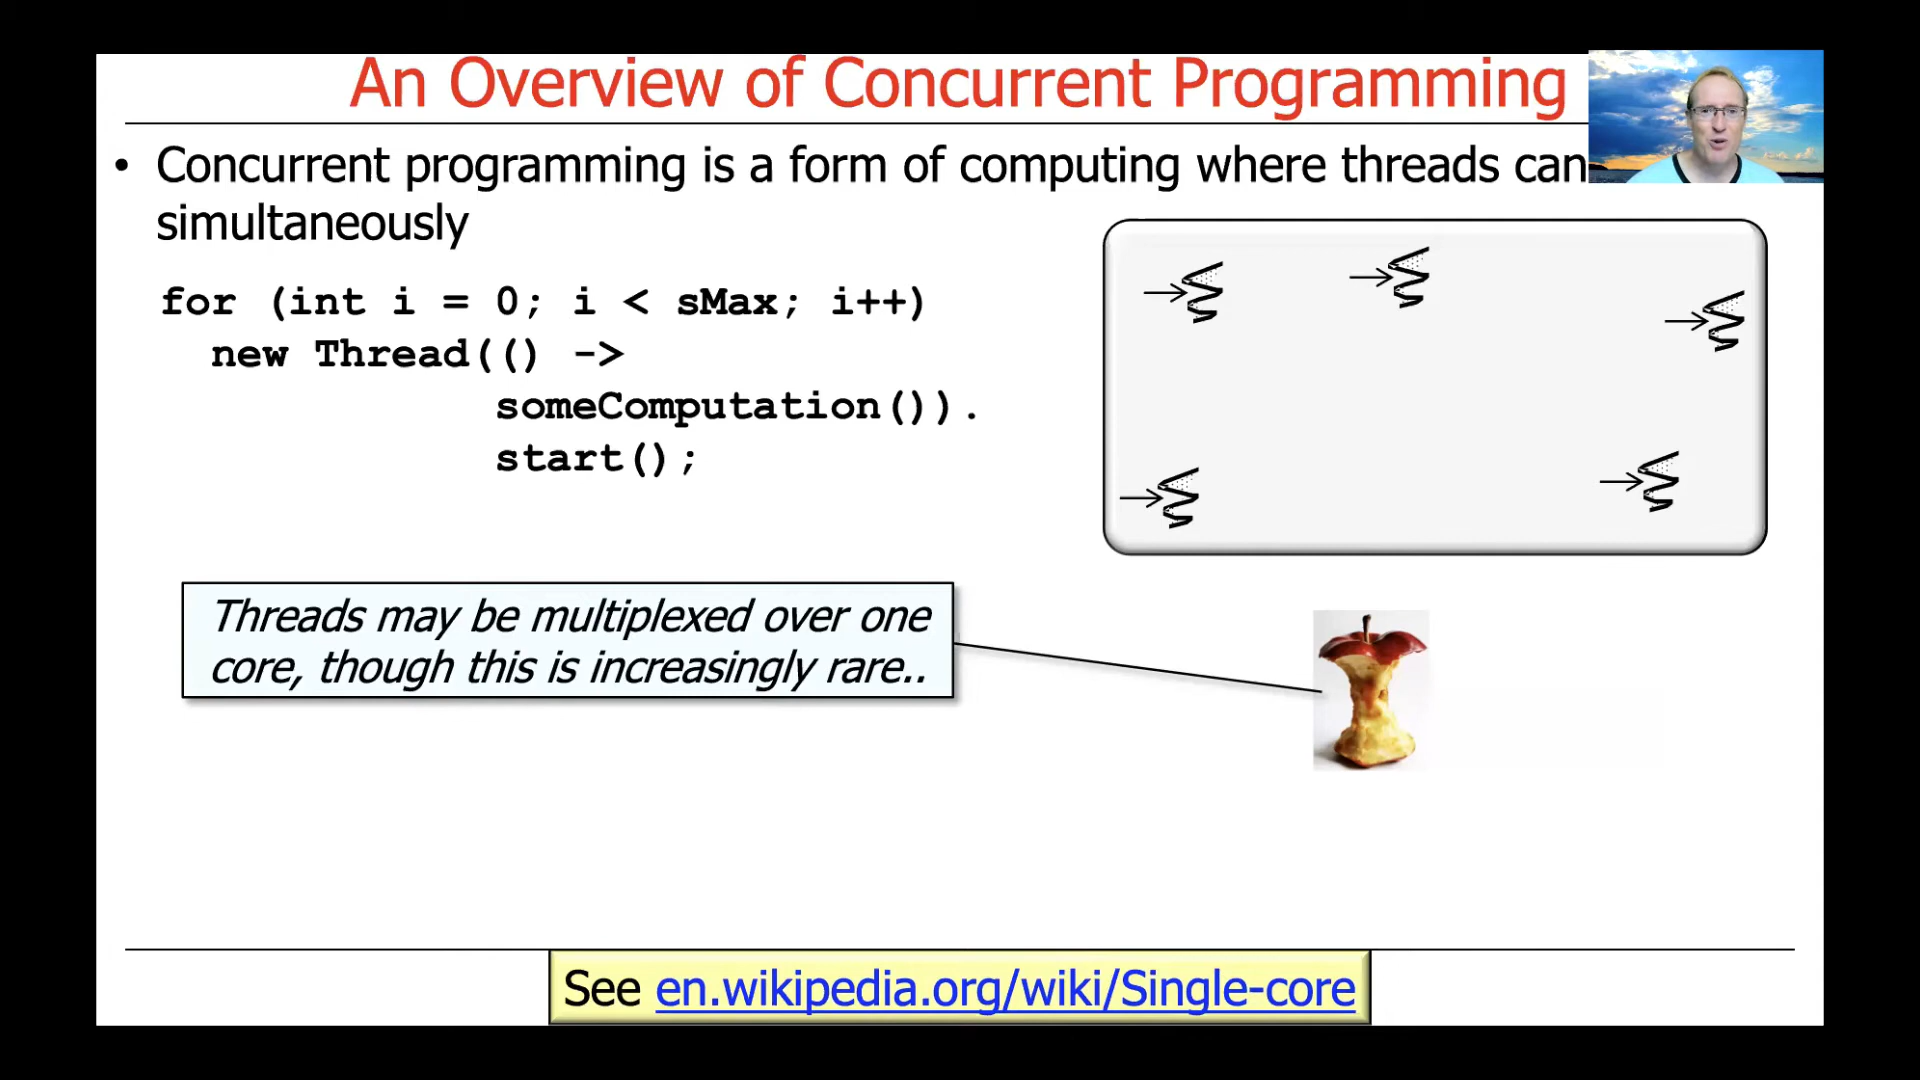 An Overview of Concurrent Programming
• Concurrent programming is a form of computing where threads can
simultaneously
for (int i = 0; i < sMax; i++)
new Thread(() ->
someComputation()).
start();
Threads may be multiplexed over one
core, though this is increasingly rare..
See en.wikipedia.org/wiki/Single-core